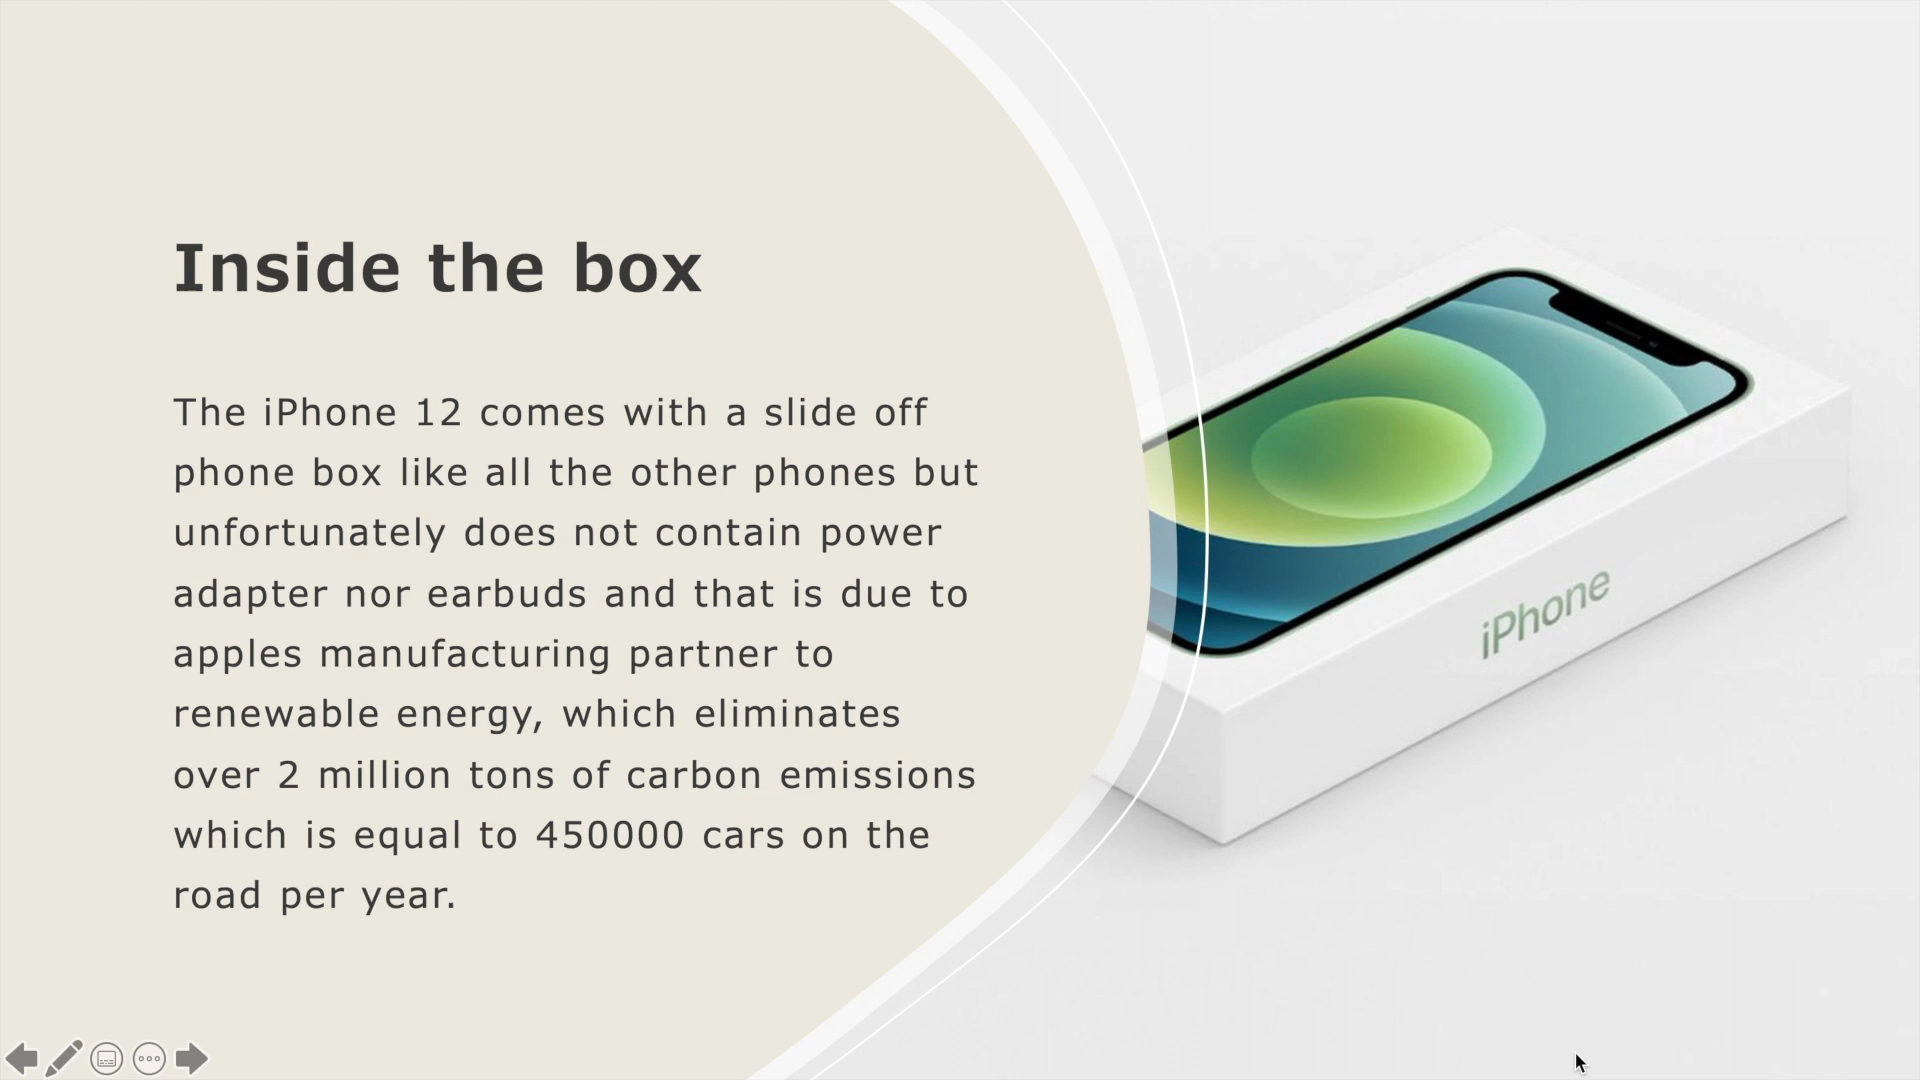 Inside the box
The iPhone 12 comes with a slide off
phone box like all the other phones but
unfortunately does not contain power
adapter nor earbuds and that is due to
apples manufacturing partner to
renewable energy, which eliminates
over 2 million tons of carbon emissions
which is equal to 450000 cars on the
road per year.
iPhone